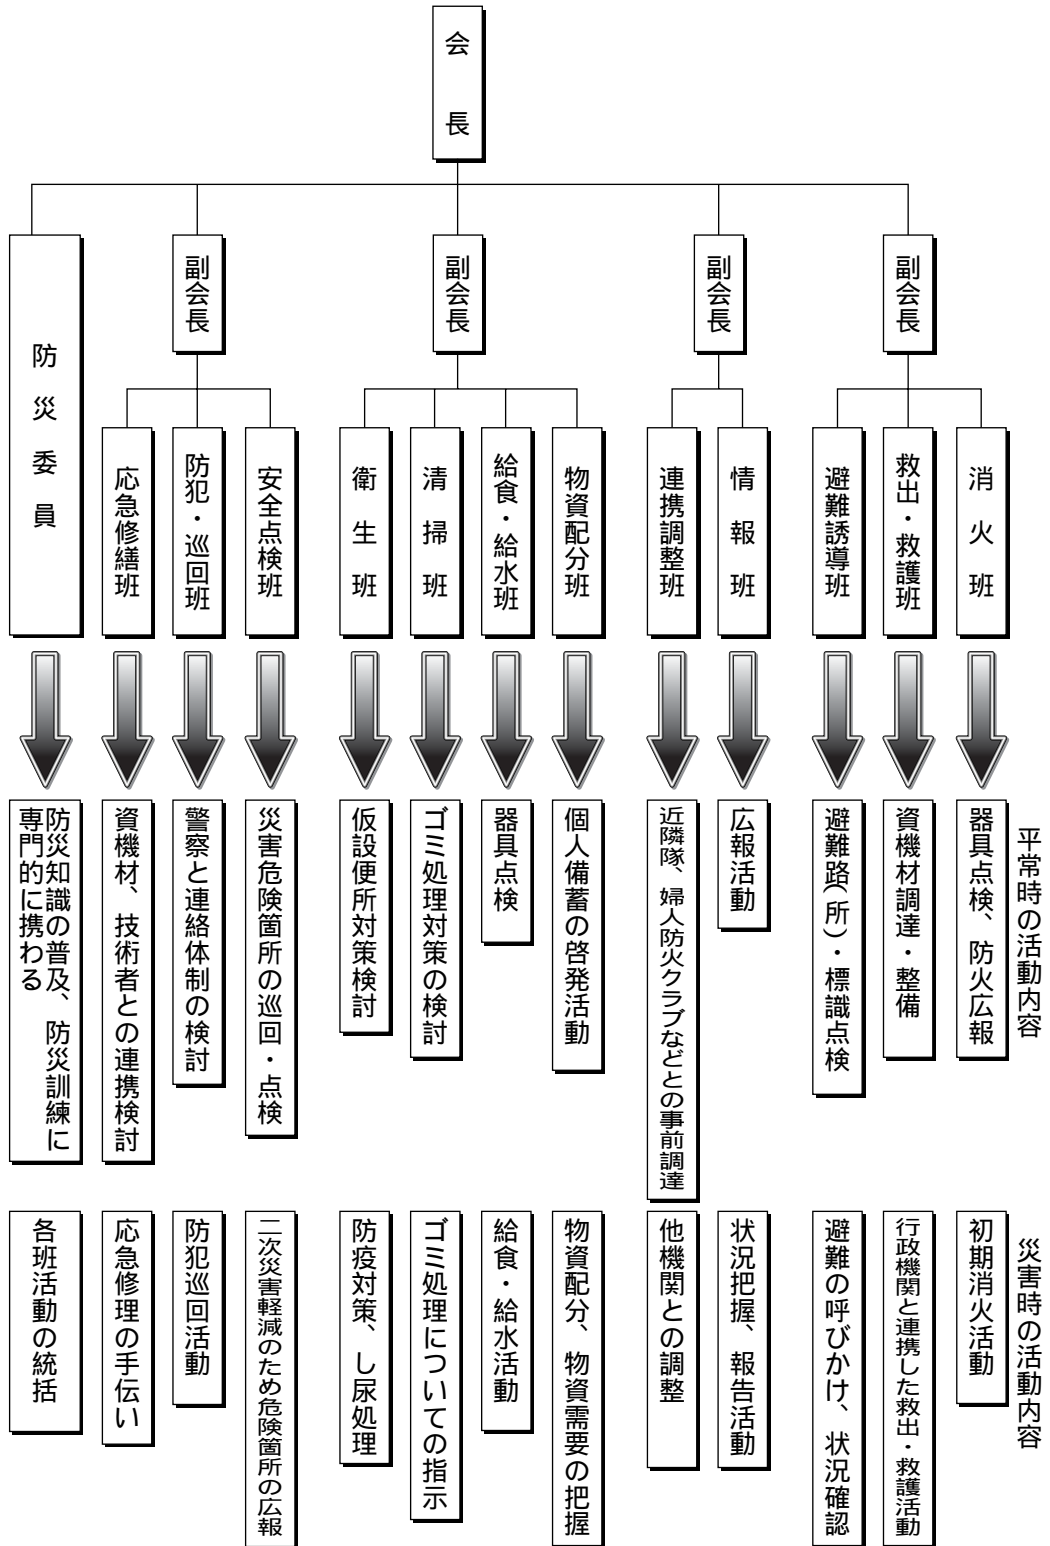 会長
副会長
副会長
副会長
副会長
防災委員
消火班
救出・救護班
避難誘導班
情報班
連携調整班
物資配分班
給食・給水班
清掃班
衛生班
安全点検班
防犯・巡回班
応急修繕班
平常時の活動内容
器具点検、防火広報
資機材調達・整備
避難路(所)・標識点検
広報活動
近隣隊、婦人防火クラブなどとの事前調達
個人備蓄の啓発活動
器具点検
ゴミ処理対策の検討
仮設便所対策検討
災害危険箇所の巡回・点検
警察と連絡体制の検討
資機材、技術者との連携検討
防災知識の普及、防災訓練に
専門的に携わる
災害時の活動内容
初期消火活動
行政機関と連携した救出・救護活動
避難の呼びかけ、状況確認
状況把握、報告活動
他機関との調整
物資配分、物資需要の把握
給食・給水活動
ゴミ処理についての指示
防疫対策、し尿処理
二次災害軽減のため危険箇所の広報
防犯巡回活動
応急修理の手伝い
各班活動の統括